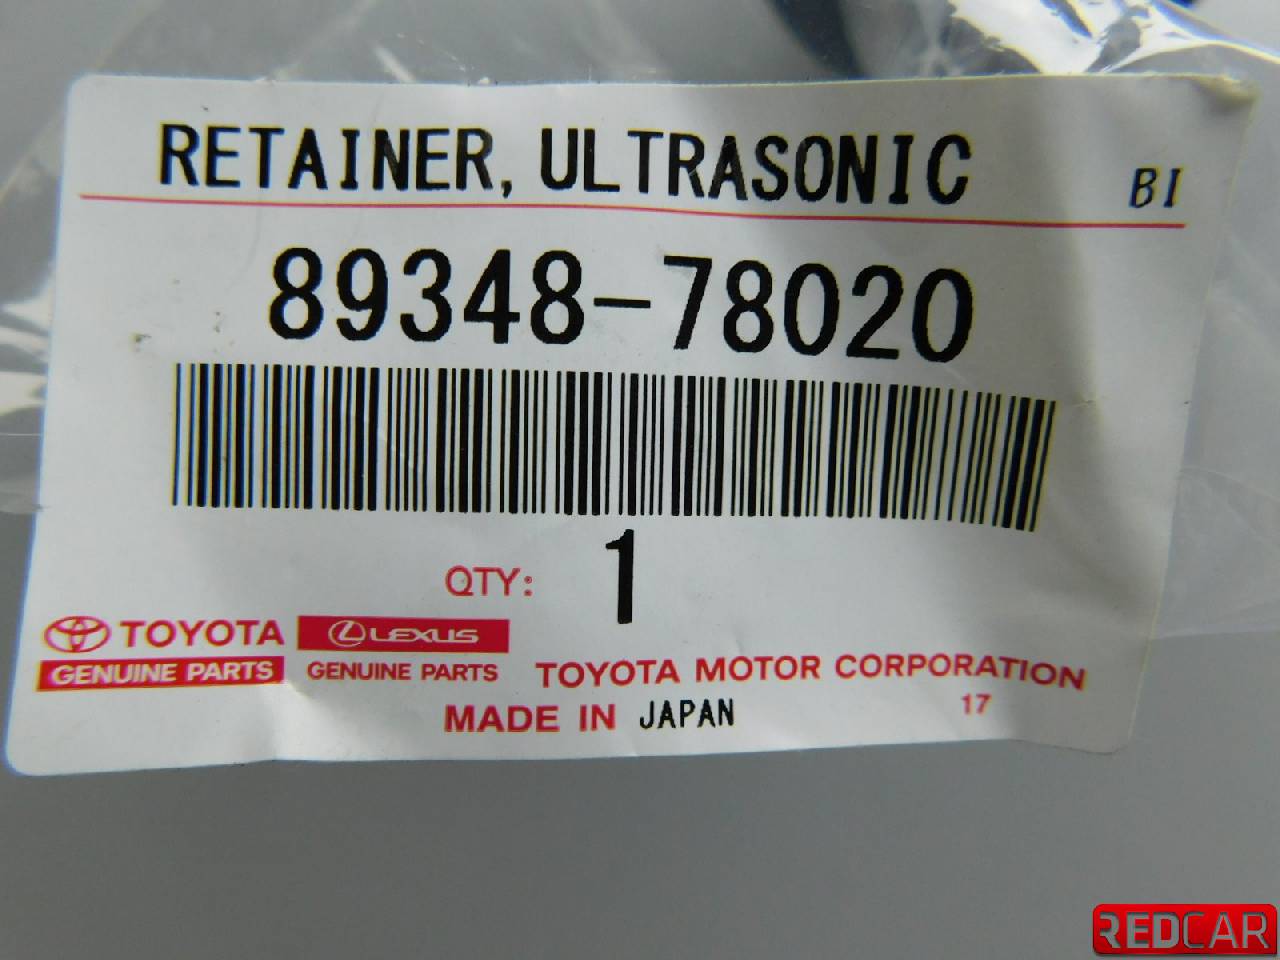 RETAINER, ULTRASONIC BI
89348-78020
QTY: 1
TOYOTA LEXUS
GENUINE PARTS GENUINE PARTS TOYOTA MOTOR CORPORATION
MADE IN JAPAN 17
REDCAR